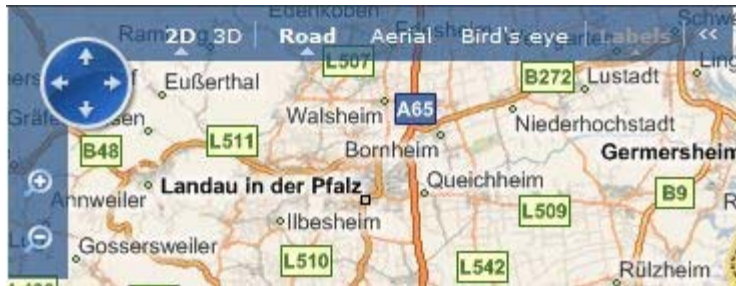 Edenkoben
2D 3D Road Aerial Bird's eye Labels <<
L507
B272 Lustadt
Eußerthal
Walsheim A65
Niederhochstadt
B48 L511
Bornheim
Germersheim
Annweiler Landau in der Pfalz Queichheim
B9
L509
Ilbesheim
Gossersweiler
L510 L542
Rülzheim